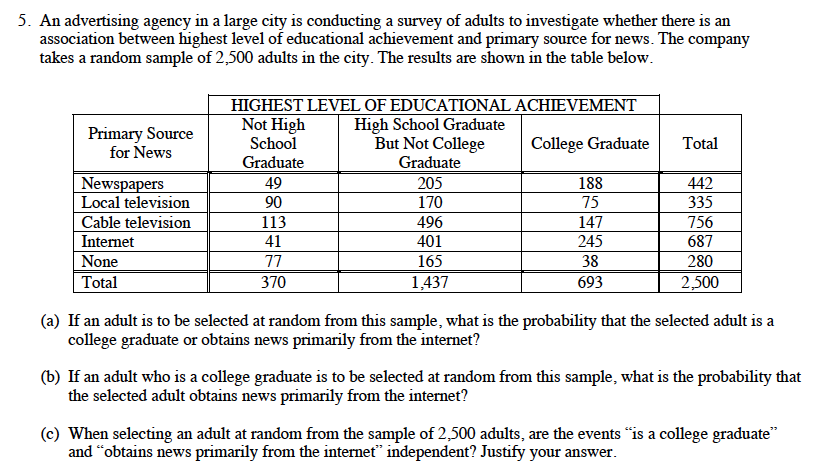 5. An advertising agency in a large city is conducting a survey of adults to investigate whether there is an
association between highest level of educational achievement and primary source for news. The company
takes a random sample of 2,500 adults in the city. The results are shown in the table below.
HIGHEST LEVEL OF EDUCATIONAL ACHIEVEMENT
Primary Source
for News
Not High
School
Graduate
High School Graduate
But Not College
Graduate
College Graduate
Total
Newspapers 49 205 188 442
Local television 90 170 75 335
Cable television 113 496 147 756
Internet 41 401 245 687
None 77 165 38 280
Total 370 1,437 693 2,500
(a) If an adult is to be selected at random from this sample, what is the probability that the selected adult is a
college graduate or obtains news primarily from the internet?
(b) If an adult who is a college graduate is to be selected at random from this sample, what is the probability that
the selected adult obtains news primarily from the internet?
(c) When selecting an adult at random from the sample of 2,500 adults, are the events “is a college graduate”
and “obtains news primarily from the internet” independent? Justify your answer.